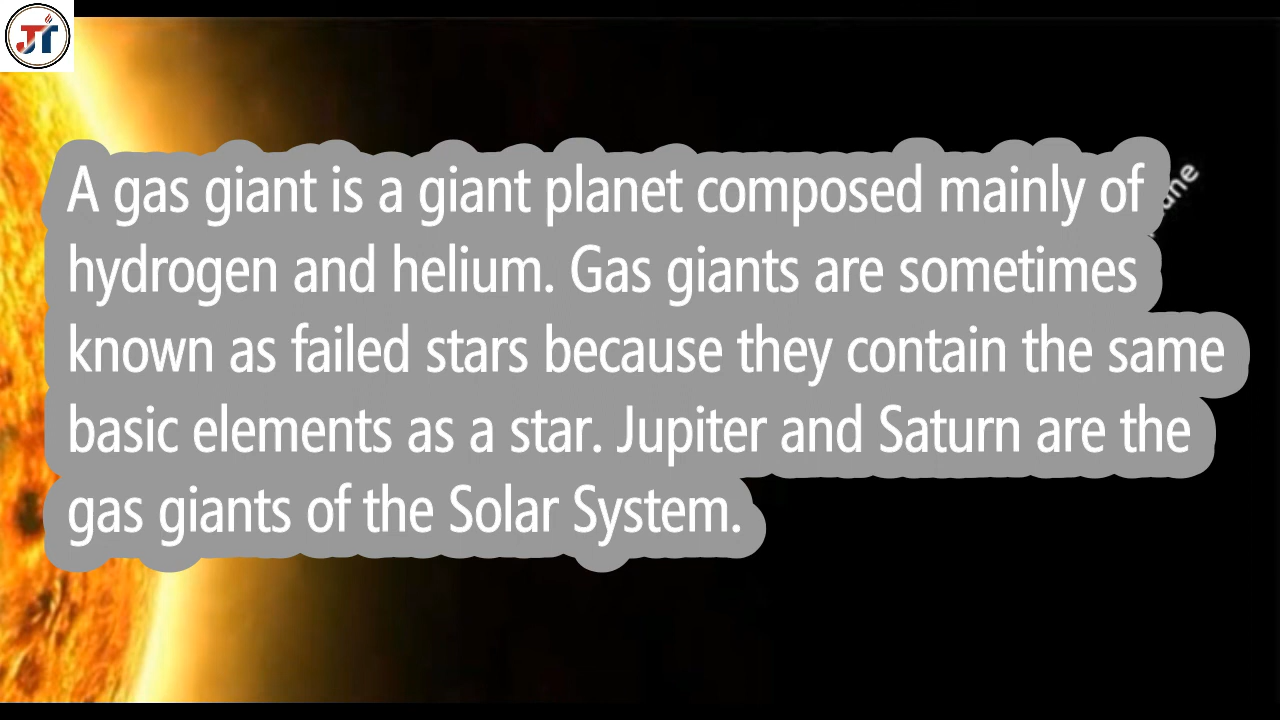 A gas giant is a giant planet composed mainly of
hydrogen and helium. Gas giants are sometimes
known as failed stars because they contain the same
basic elements as a star. Jupiter and Saturn are the
gas giants of the Solar System.